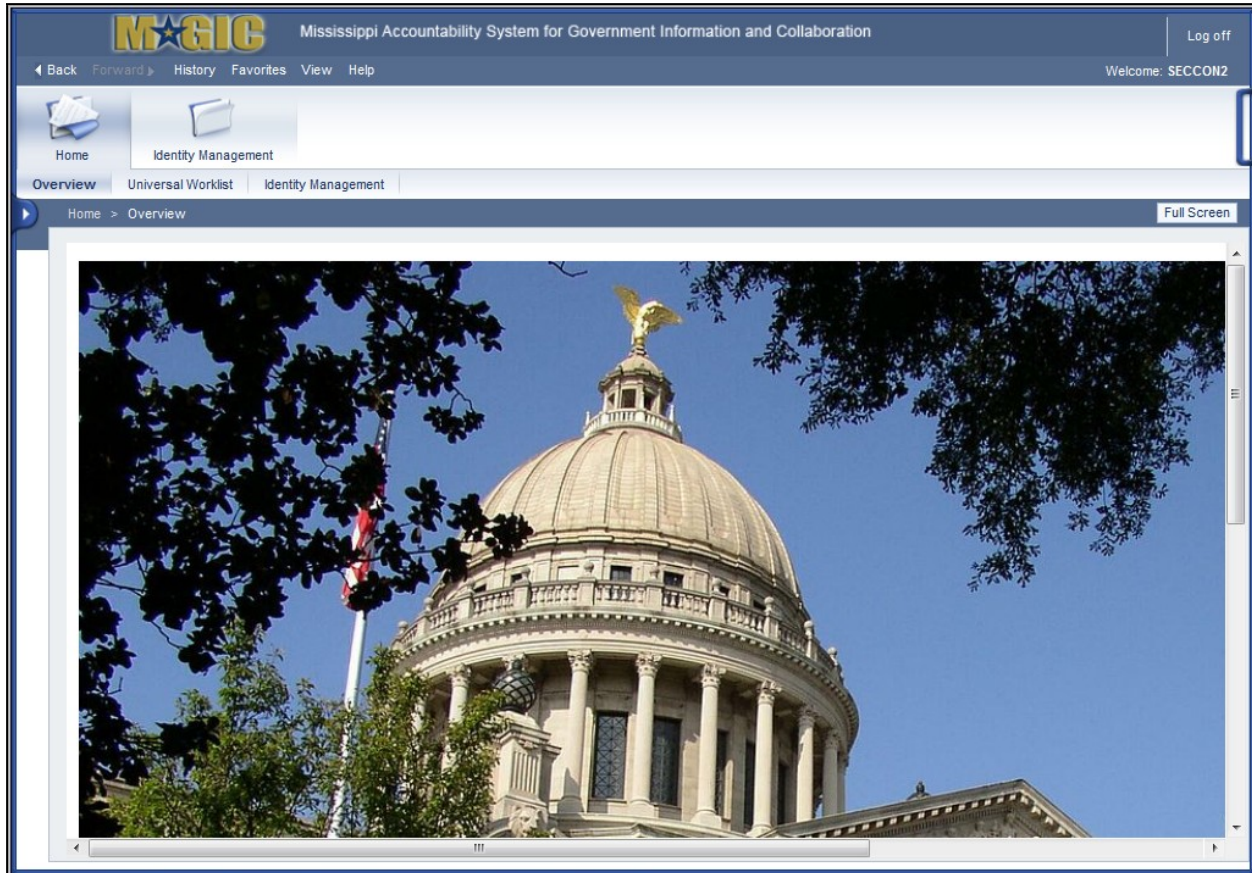 MAGIC Mississippi Accountability System for Government Information and Collaboration Log off
Back Forward History Favorites View Help Welcome: SECCON2
Home Identity Management
Overview Universal Worklist Identity Management
Home > Overview Full Screen